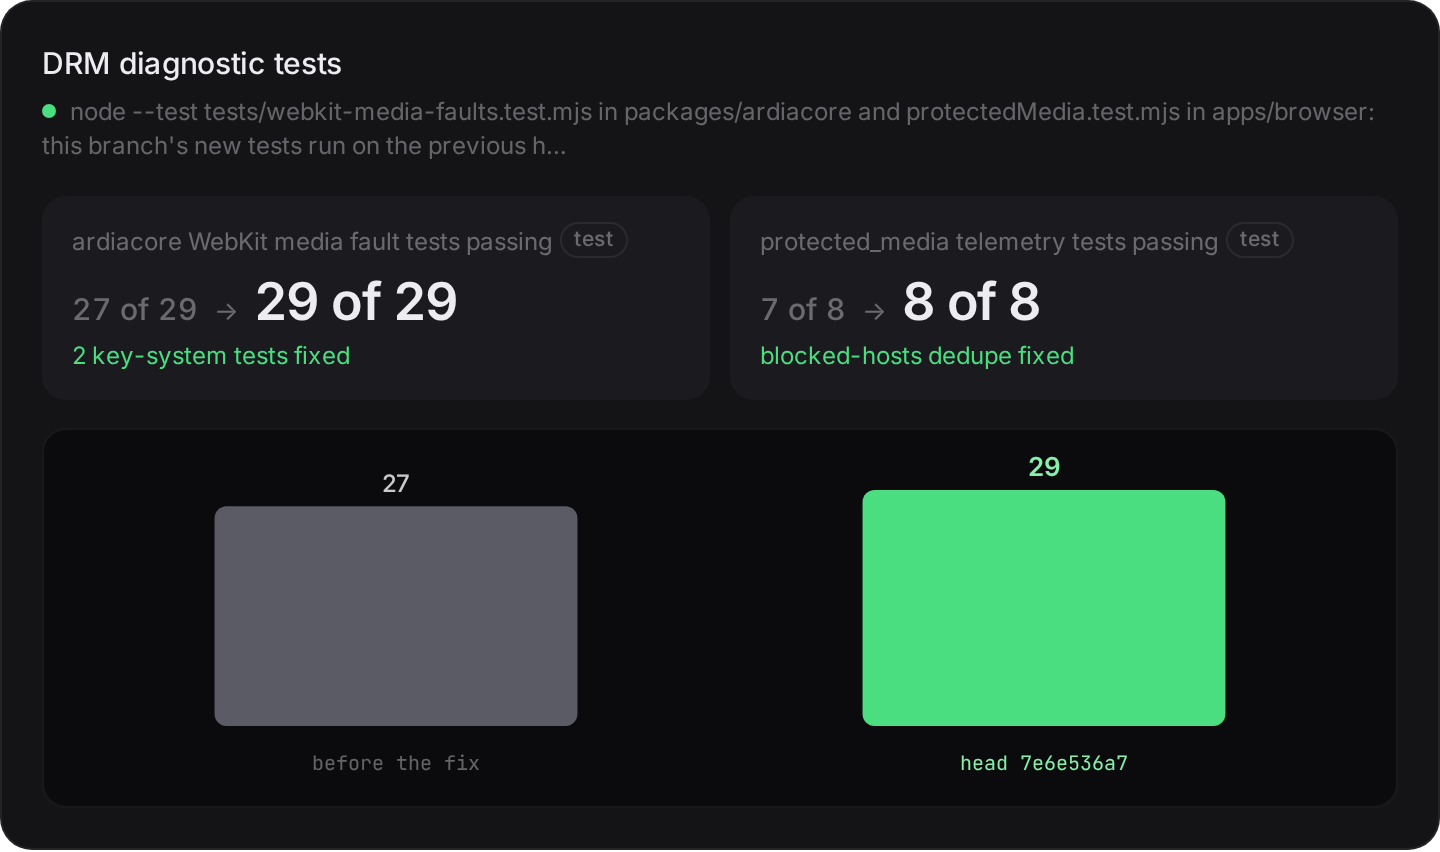 DRM diagnostic tests
node --test tests/webkit-media-faults.test.mjs in packages/ardiacore and protectedMedia.test.mjs in apps/browser:
this branch's new tests run on the previous h...
ardiacore WebKit media fault tests passing test
27 of 29 → 29 of 29
2 key-system tests fixed
protected_media telemetry tests passing test
7 of 8 → 8 of 8
blocked-hosts dedupe fixed
27
29
before the fix
head 7e6e536a7